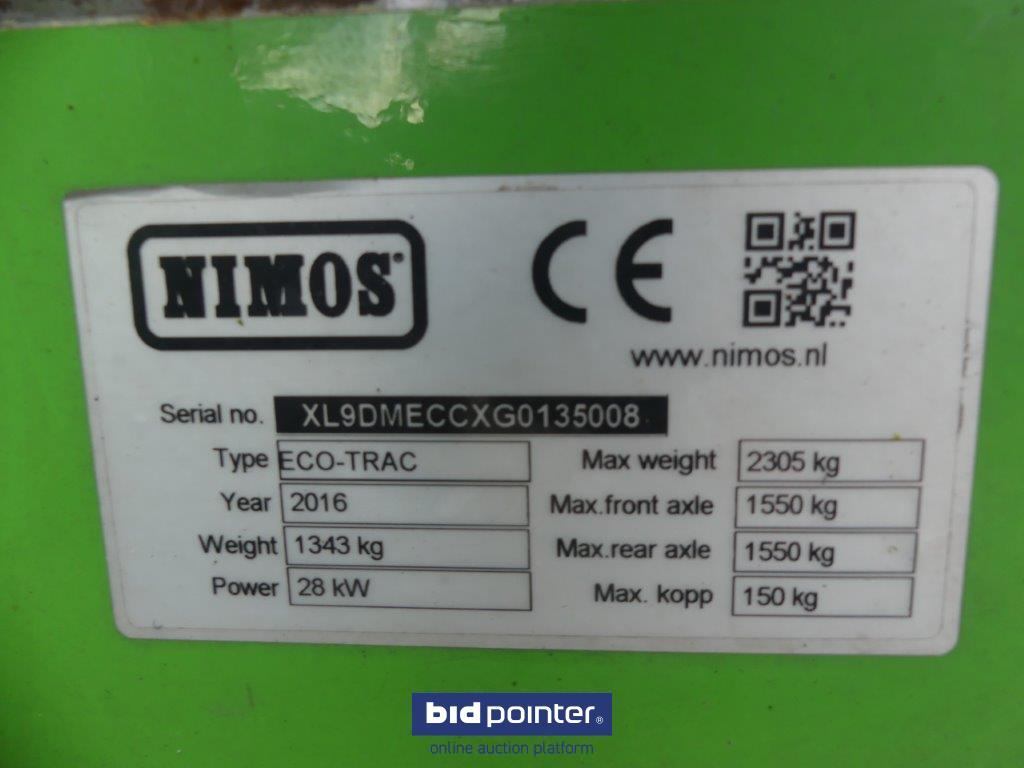 NIMOS®
CE
www.nimos.nl
Serial no. XL9DMECCXG0135008
Type ECO-TRAC
Year 2016
Weight 1343 kg
Power 28 kW
Max weight 2305 kg
Max.front axle 1550 kg
Max.rear axle 1550 kg
Max. kopp 150 kg
bidpointer®
online auction platform